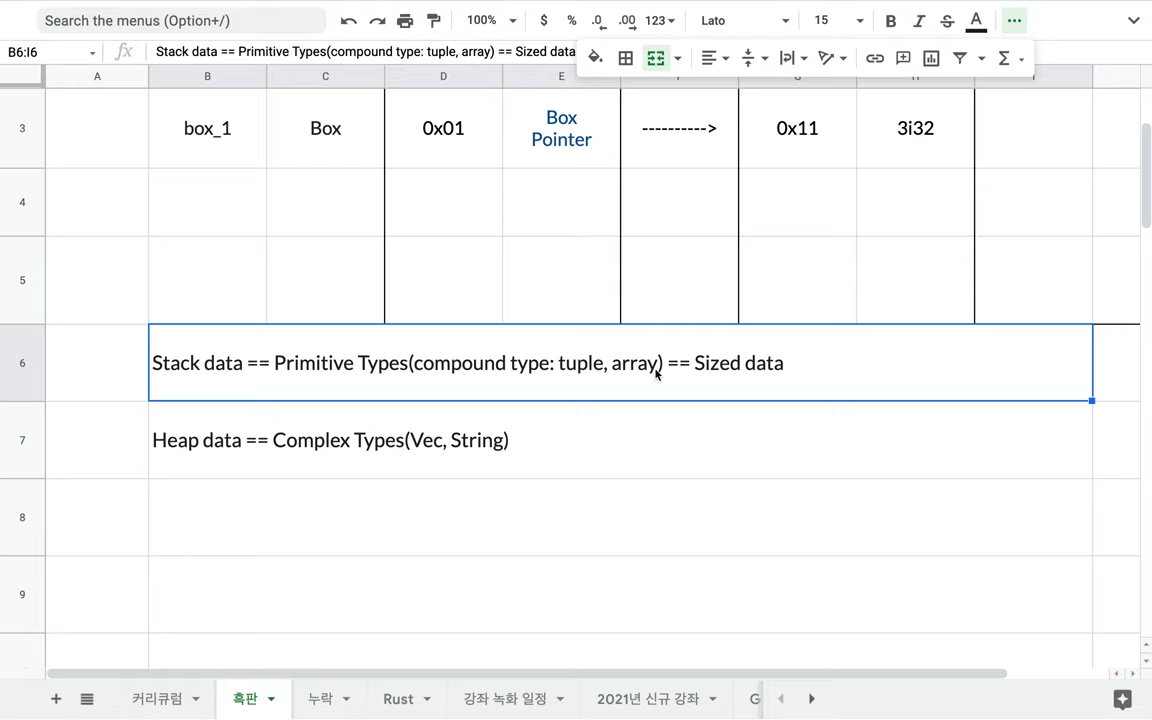 Search the menus (Option+/)
100%
$ % .0 .00 123
Lato
15
B I S A
B6:I6
fx
Stack data == Primitive Types(compound type: tuple, array) == Sized data
A B C D E
3 box_1 Box 0x01 Box Pointer ----------> 0x11 3i32
4
5
6 Stack data == Primitive Types(compound type: tuple, array) == Sized data
7 Heap data == Complex Types(Vec, String)
8
9
커리큘럼 흑판 누락 Rust 강좌 녹화 일정 2021년 신규 강좌 G